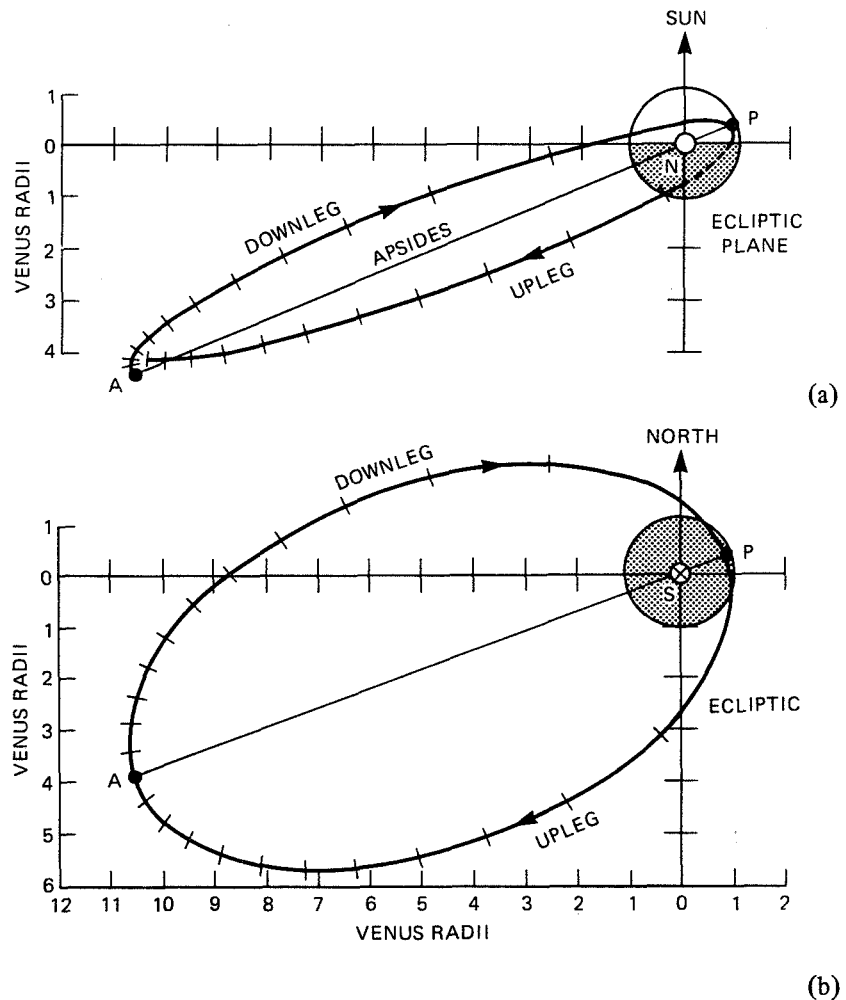 SUN
1
0
1
2
3
4
VENUS RADII
P
N
DOWNLEG
APSIDES
UPLEG
ECLIPTIC
PLANE
A
(a)
NORTH
DOWNLEG
1
0
1
2
3
4
5
6
VENUS RADII
P
S
ECLIPTIC
A
UPLEG
12 11 10 9 8 7 6 5 4 3 2 1 0 1 2
VENUS RADII
(b)